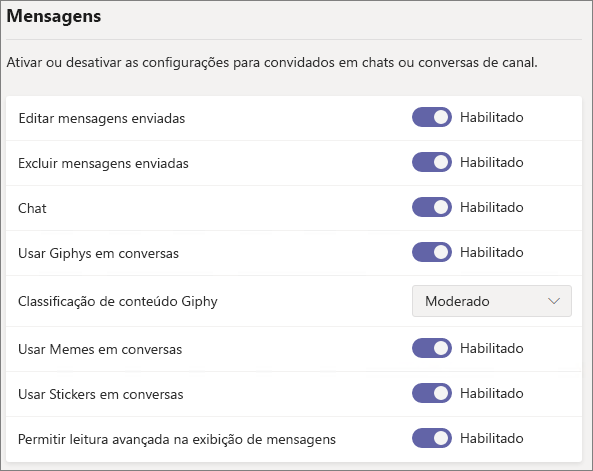 Mensagens
Ativar ou desativar as configurações para convidados em chats ou conversas de canal.
Editar mensagens enviadas Habilitado
Excluir mensagens enviadas Habilitado
Chat Habilitado
Usar Giphys em conversas Habilitado
Classificação de conteúdo Giphy Moderado
Usar Memes em conversas Habilitado
Usar Stickers em conversas Habilitado
Permitir leitura avançada na exibição de mensagens Habilitado